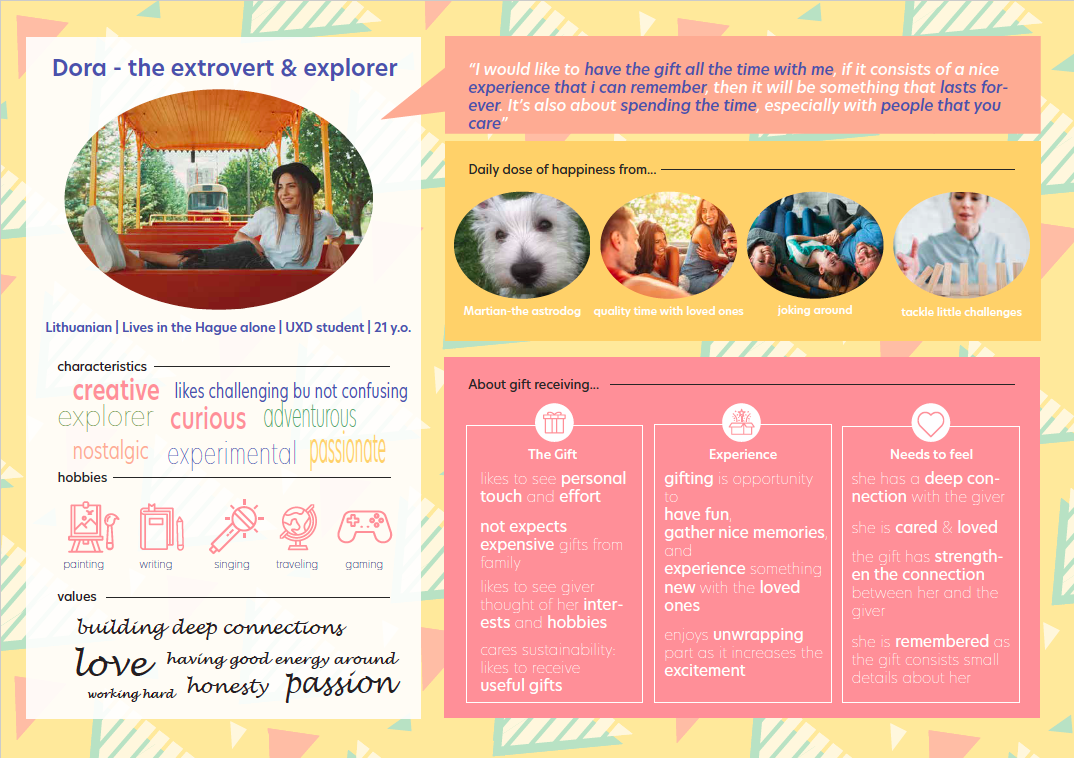 Dora - the extrovert & explorer
Lithuanian | Lives in the Hague alone | UXD student | 21 y.o.
characteristics
creative
likes challenging bu not confusing
explorer
curious
adventurous
nostalgic
experimental
passionate
hobbies
painting
writing
singing
traveling
gaming
values
building deep connections
love
having good energy around
working hard
honesty
passion
“I would like to have the gift all the time with me, if it consists of a nice
experience that i can remember, then it will be something that lasts for-
ever. It’s also about spending the time, especially with people that you
care”
Daily dose of happiness from...
Martian-the astrodog
quality time with loved ones
joking around
tackle little challenges
About gift receiving...
The Gift
likes to see personal
touch and effort
not expects
expensive gifts from
family
likes to see giver
thought of her inter-
ests and hobbies
cares sustainability:
likes to receive
useful gifts
Experience
gifting is opportunity
to
have fun,
gather nice memories,
and
experience something
new with the loved
ones
enjoys unwrapping
part as it increases the
excitement
Needs to feel
she has a deep con-
nection with the giver
she is cared & loved
the gift has strength-
en the connection
between her and the
giver
she is remembered as
the gift consists small
details about her